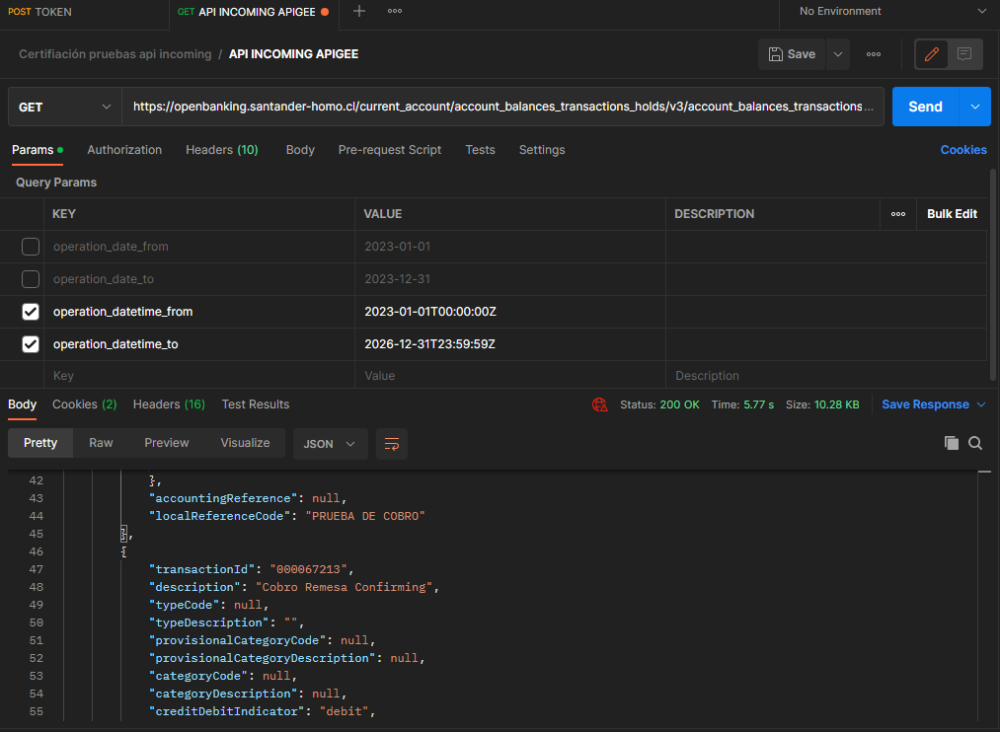 POST TOKEN GET API INCOMING APIGEE No Environment
Certifiación pruebas api incoming / API INCOMING APIGEE Save
GET https://openbanking.santander-homo.cl/current_account/account_balances_transactions_holds/v3/account_balances_transactions... Send
Params Authorization Headers (10) Body Pre-request Script Tests Settings Cookies
Query Params
KEY VALUE DESCRIPTION Bulk Edit
operation_date_from 2023-01-01
operation_date_to 2023-12-31
operation_datetime_from 2023-01-01T00:00:00Z
operation_datetime_to 2026-12-31T23:59:59Z
Key Value Description
Body Cookies (2) Headers (16) Test Results Status: 200 OK Time: 5.77 s Size: 10.28 KB Save Response
Pretty Raw Preview Visualize JSON
42 },
43 "accountingReference": null,
44 "localReferenceCode": "PRUEBA DE COBRO"
45 },
46 {
47 "transactionId": "000067213",
48 "description": "Cobro Remesa Confirming",
49 "typeCode": null,
50 "typeDescription": "",
51 "provisionalCategoryCode": null,
52 "provisionalCategoryDescription": null,
53 "categoryCode": null,
54 "categoryDescription": null,
55 "creditDebitIndicator": "debit",